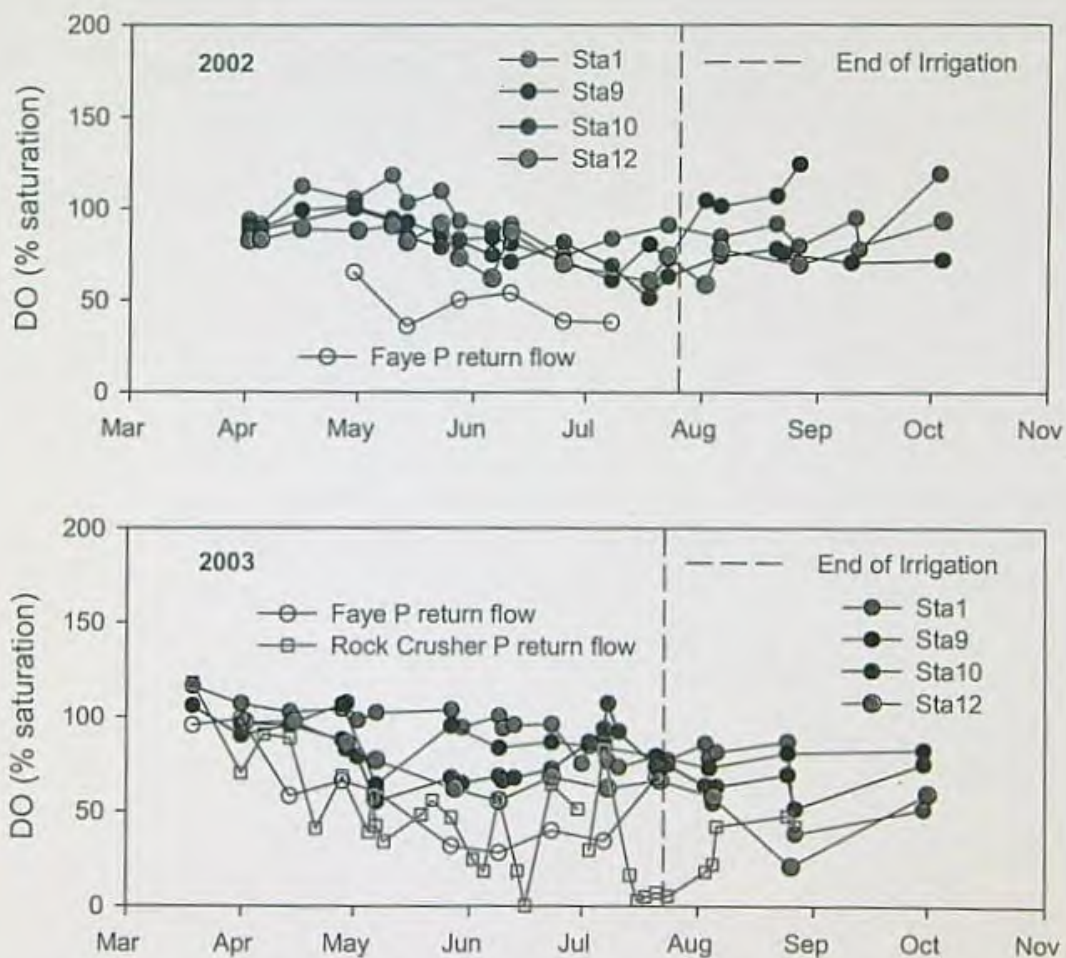 200
150
100
50
0
DO (% saturation)
2002
Sta1
Sta9
Sta10
Sta12
End of Irrigation
Faye P return flow
Mar Apr May Jun Jul Aug Sep Oct Nov
200
150
100
50
0
DO (% saturation)
2003
Faye P return flow
Rock Crusher P return flow
End of Irrigation
Sta1
Sta9
Sta10
Sta12
Mar Apr May Jun Jul Aug Sep Oct Nov